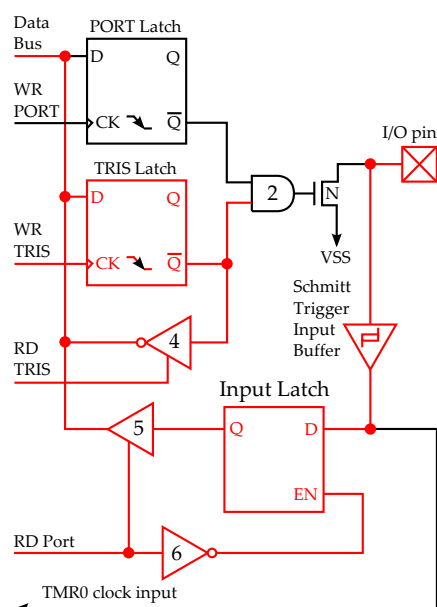 Data
Bus
PORT Latch
D
Q
WR
PORT
CK
Q
I/O pin
TRIS Latch
2
N
D
Q
WR
TRIS
CK
Q
VSS
Schmitt
Trigger
Input
Buffer
4
RD
TRIS
Input Latch
5
Q
D
EN
RD Port
6
TMR0 clock input